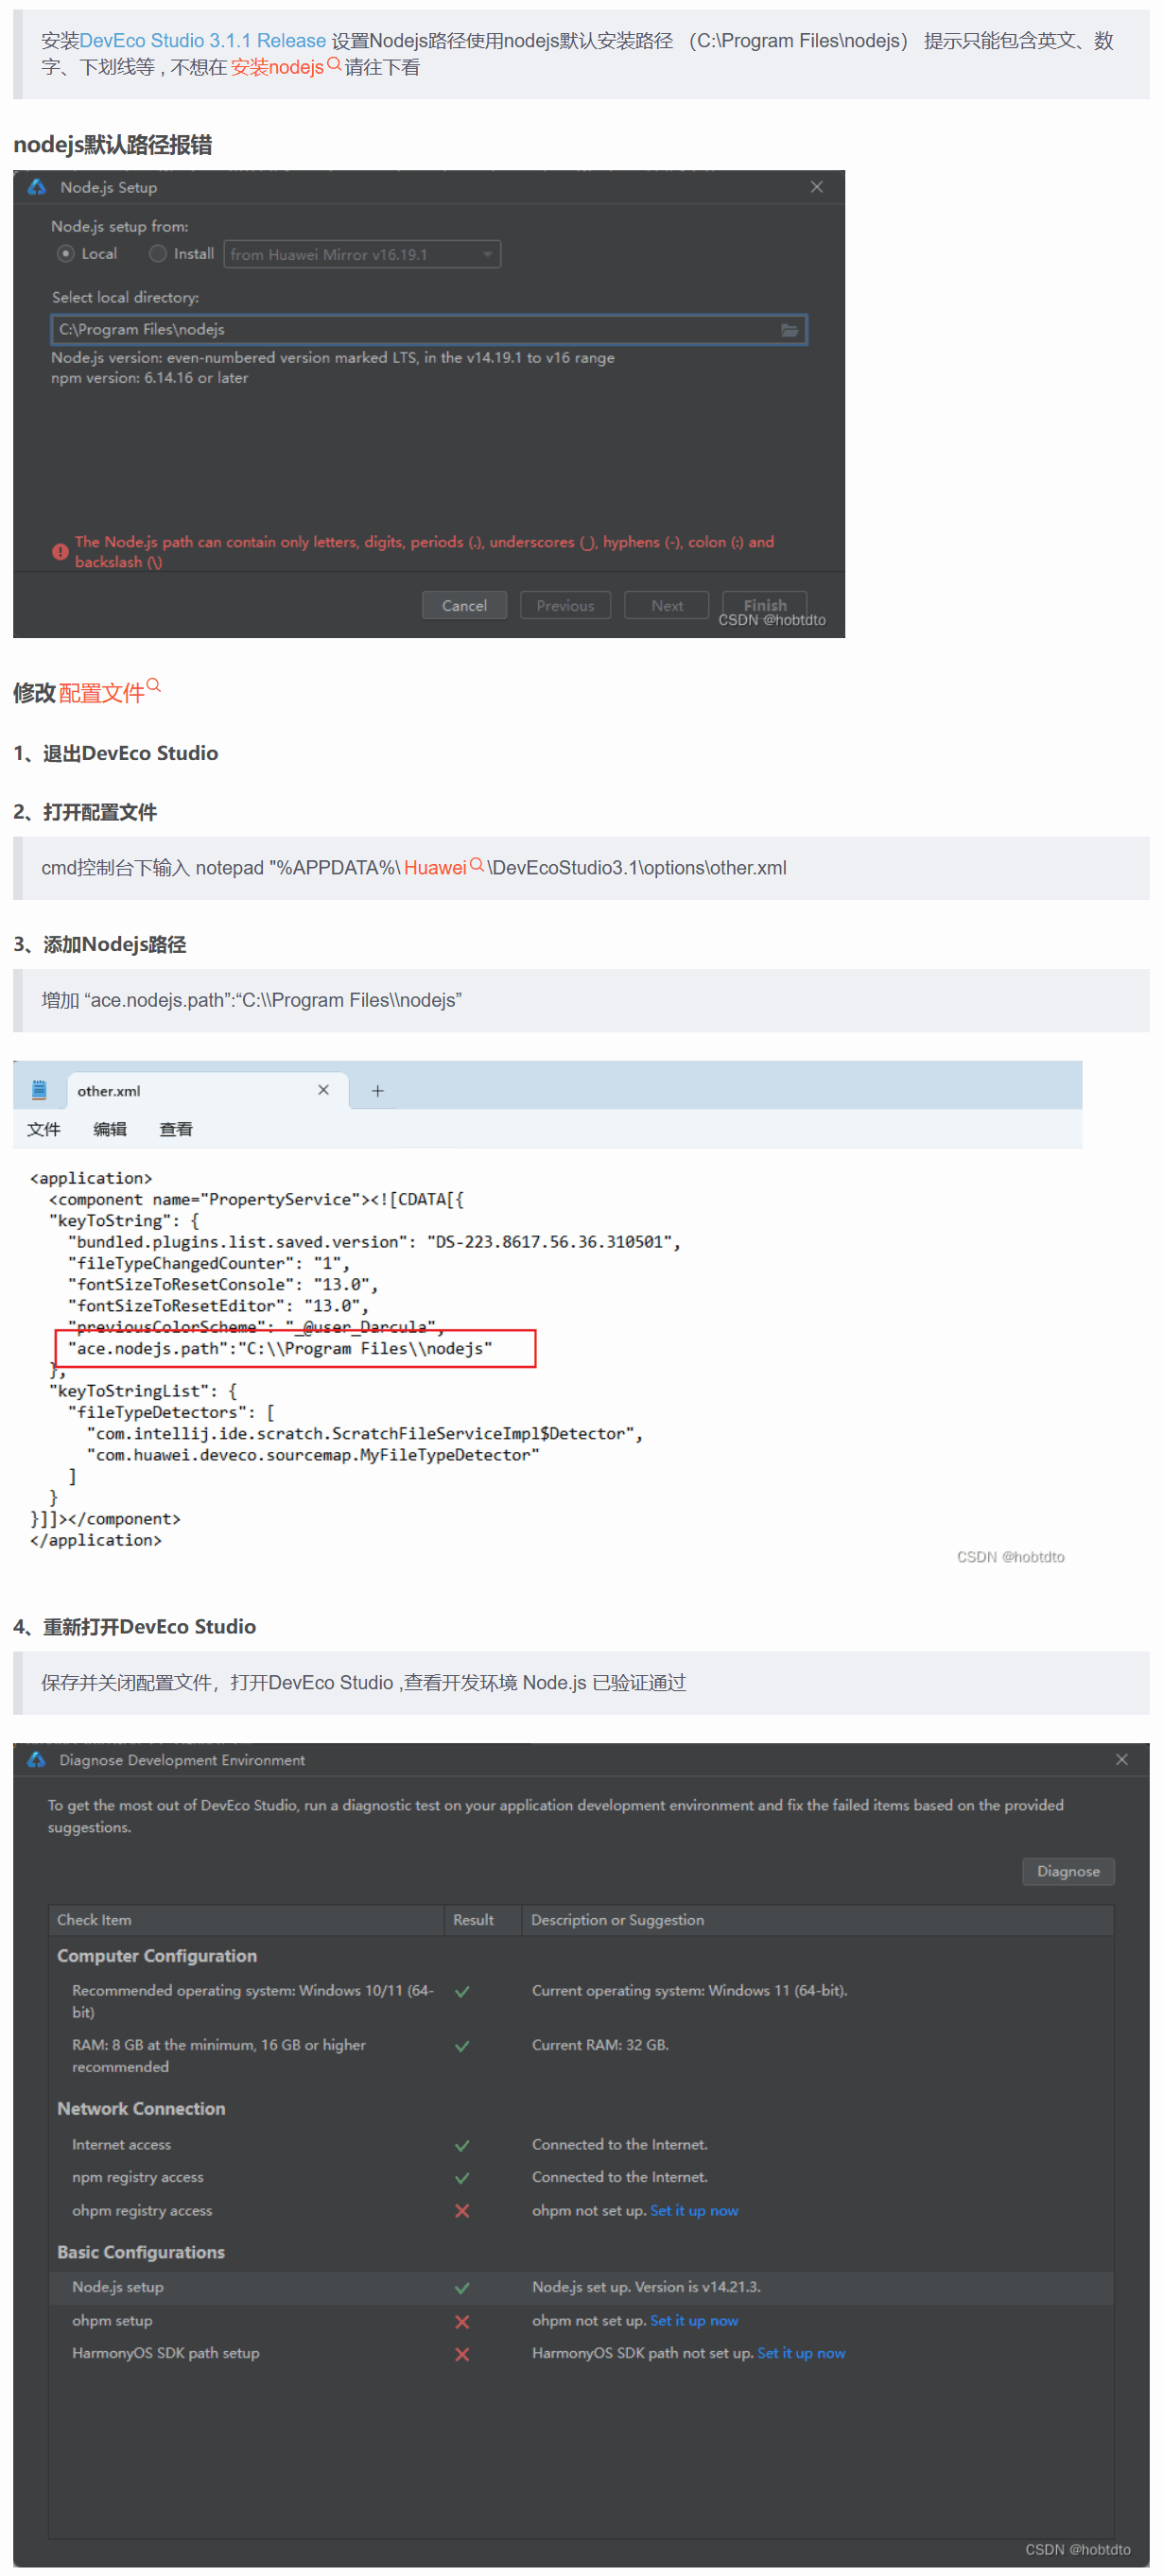 安装DevEco Studio 3.1.1 Release 设置Nodejs路径使用nodejs默认安装路径 （C:\Program Files\nodejs） 提示只能包含英文、数
字、下划线等 , 不想在 安装nodejs 请往下看
nodejs默认路径报错
Node.js Setup
Node.js setup from:
Local Install from Huawei Mirror v16.19.1
Select local directory:
C:\Program Files\nodejs
Node.js version: even-numbered version marked LTS, in the v14.19.1 to v16 range
npm version: 6.14.16 or later
The Node.js path can contain only letters, digits, periods (.), underscores (_), hyphens (-), colon (:) and
backslash (\)
Cancel Previous Next Finish
CSDN @hobtdto
修改 配置文件
1、退出DevEco Studio
2、打开配置文件
cmd控制台下输入 notepad "%APPDATA%\ Huawei \DevEcoStudio3.1\options\other.xml
3、添加Nodejs路径
增加 “ace.nodejs.path”:“C:\\Program Files\\nodejs”
other.xml
文件 编辑 查看
<application>
<component name="PropertyService"><![CDATA[{
"keyToString": {
"bundled.plugins.list.saved.version": "DS-223.8617.56.36.310501",
"fileTypeChangedCounter": "1",
"fontSizeToResetConsole": "13.0",
"fontSizeToResetEditor": "13.0",
"previousColorScheme": "_@user_Darcula",
"ace.nodejs.path":"C:\\Program Files\\nodejs"
},
"keyToStringList": {
"fileTypeDetectors": [
"com.intellij.ide.scratch.ScratchFileServiceImpl$Detector",
"com.huawei.deveco.sourcemap.MyFileTypeDetector"
]
}
}]]></component>
</application>
CSDN @hobtdto
4、重新打开DevEco Studio
保存并关闭配置文件，打开DevEco Studio ,查看开发环境 Node.js 已验证通过
Diagnose Development Environment
To get the most out of DevEco Studio, run a diagnostic test on your application development environment and fix the failed items based on the provided
suggestions.
Diagnose
Check Item Result Description or Suggestion
Computer Configuration
Recommended operating system: Windows 10/11 (64-
bit)
Current operating system: Windows 11 (64-bit).
RAM: 8 GB at the minimum, 16 GB or higher
recommended
Current RAM: 32 GB.
Network Connection
Internet access Connected to the Internet.
npm registry access Connected to the Internet.
ohpm registry access ohpm not set up. Set it up now
Basic Configurations
Node.js setup Node.js set up. Version is v14.21.3.
ohpm setup ohpm not set up. Set it up now
HarmonyOS SDK path setup HarmonyOS SDK path not set up. Set it up now
CSDN @hobtdto